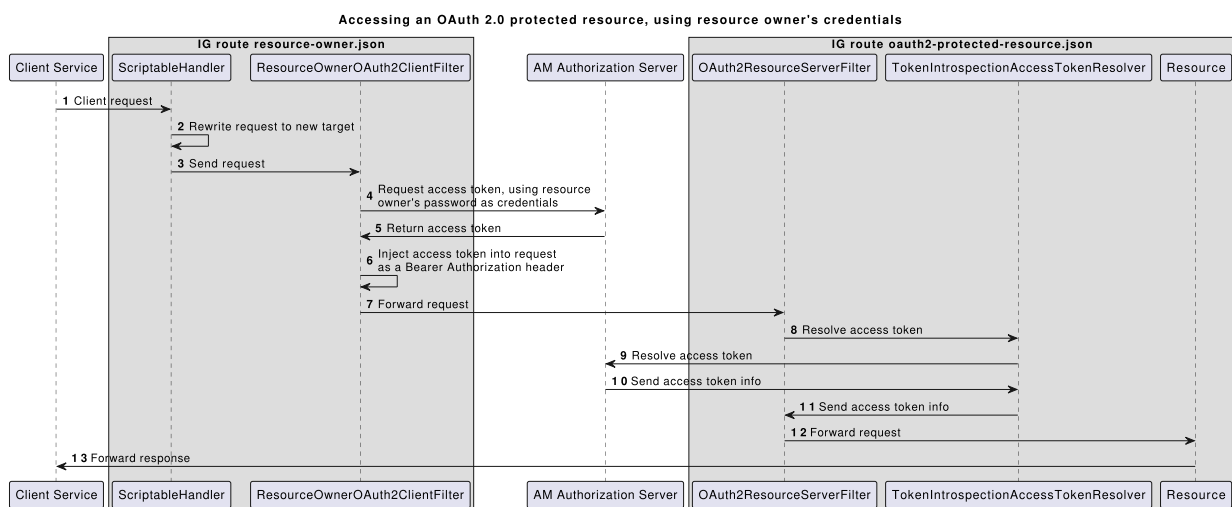 Accessing an OAuth 2.0 protected resource, using resource owner's credentials
IG route resource-owner.json
IG route oauth2-protected-resource.json
Client Service
ScriptableHandler
ResourceOwnerOAuth2ClientFilter
AM Authorization Server
OAuth2ResourceServerFilter
TokenIntrospectionAccessTokenResolver
Resource
1 Client request
2 Rewrite request to new target
3 Send request
4 Request access token, using resource
owner's password as credentials
5 Return access token
6 Inject access token into request
as a Bearer Authorization header
7 Forward request
8 Resolve access token
9 Resolve access token
10 Send access token info
11 Send access token info
12 Forward request
13 Forward response
Client Service
ScriptableHandler
ResourceOwnerOAuth2ClientFilter
AM Authorization Server
OAuth2ResourceServerFilter
TokenIntrospectionAccessTokenResolver
Resource